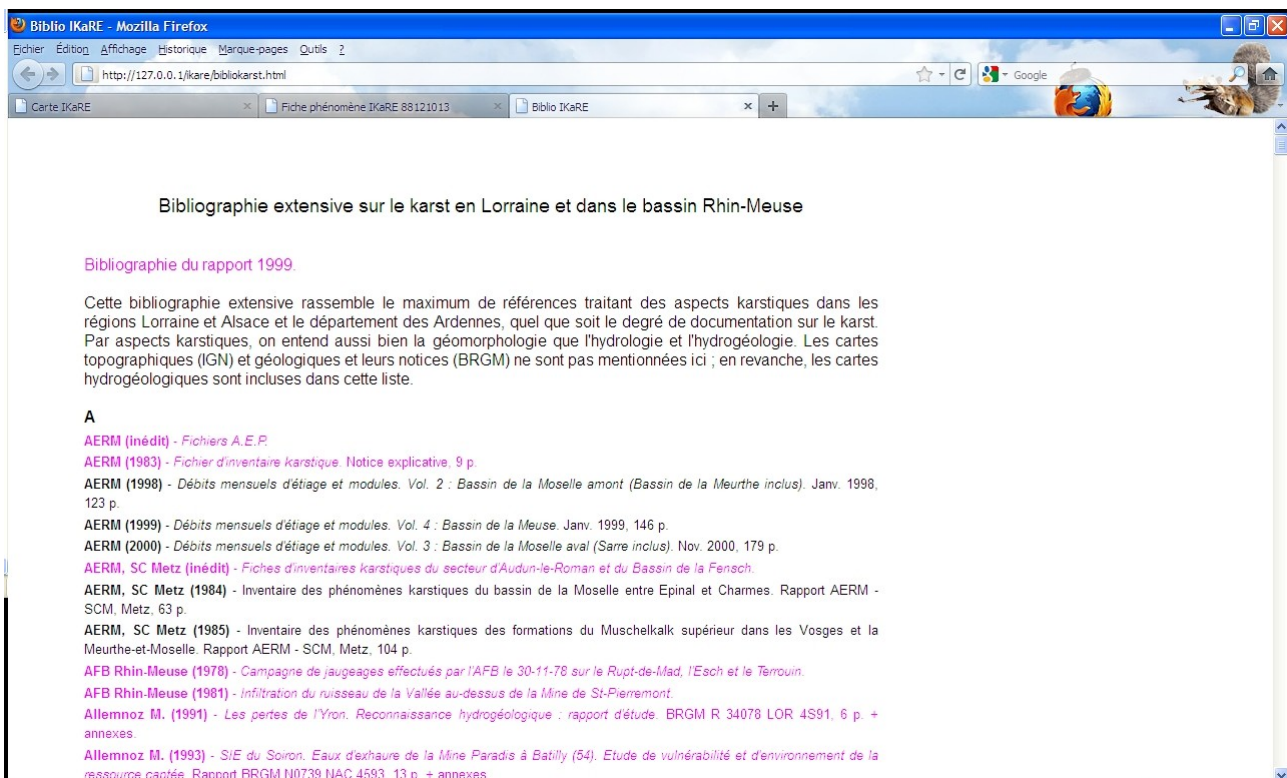 Biblio IKaRE - Mozilla Firefox
Fichier Édition Affichage Historique Marque-pages Outils ?
http://127.0.0.1/ikare/bibliokarst.html
Google
Carte IKaRE
Fiche phénomène IKaRE 88121013
Biblio IKaRE
Bibliographie extensive sur le karst en Lorraine et dans le bassin Rhin-Meuse
Bibliographie du rapport 1999.
Cette bibliographie extensive rassemble le maximum de références traitant des aspects karstiques dans les
régions Lorraine et Alsace et le département des Ardennes, quel que soit le degré de documentation sur le karst.
Par aspects karstiques, on entend aussi bien la géomorphologie que l'hydrologie et l'hydrogéologie. Les cartes
topographiques (IGN) et géologiques et leurs notices (BRGM) ne sont pas mentionnées ici ; en revanche, les cartes
hydrogéologiques sont incluses dans cette liste.
A
AERM (inédit) - Fichiers A.E.P.
AERM (1983) - Fichier d'inventaire karstique. Notice explicative, 9 p.
AERM (1998) - Débits mensuels d'étiage et modules. Vol. 2 : Bassin de la Moselle amont (Bassin de la Meurthe inclus). Janv. 1998,
123 p.
AERM (1999) - Débits mensuels d'étiage et modules. Vol. 4 : Bassin de la Meuse. Janv. 1999, 146 p.
AERM (2000) - Débits mensuels d'étiage et modules. Vol. 3 : Bassin de la Moselle aval (Sarre inclus). Nov. 2000, 179 p.
AERM, SC Metz (inédit) - Fiches d'inventaires karstiques du secteur d'Audun-le-Roman et du Bassin de la Fensch.
AERM, SC Metz (1984) - Inventaire des phénomènes karstiques du bassin de la Moselle entre Epinal et Charmes. Rapport AERM -
SCM, Metz, 63 p.
AERM, SC Metz (1985) - Inventaire des phénomènes karstiques des formations du Muschelkalk supérieur dans les Vosges et la
Meurthe-et-Moselle. Rapport AERM - SCM, Metz, 104 p.
AFB Rhin-Meuse (1978) - Campagne de jaugeages effectués par l'AFB le 30-11-78 sur le Rupt-de-Mad, l'Esch et le Terrouin.
AFB Rhin-Meuse (1981) - Infiltration du ruisseau de la Vallée au-dessus de la Mine de St-Pierremont.
Allemnoz M. (1991) - Les pertes de l'Yron. Reconnaissance hydrogéologique : rapport d'étude. BRGM R 34078 LOR 4S91, 6 p. +
annexes.
Allemnoz M. (1993) - SIE du Soiron. Eaux d'exhaure de la Mine Paradis à Batilly (54). Etude de vulnérabilité et d'environnement de la
ressource captée. Rapport BRGM N0739 NAC 4593, 13 p. + annexes